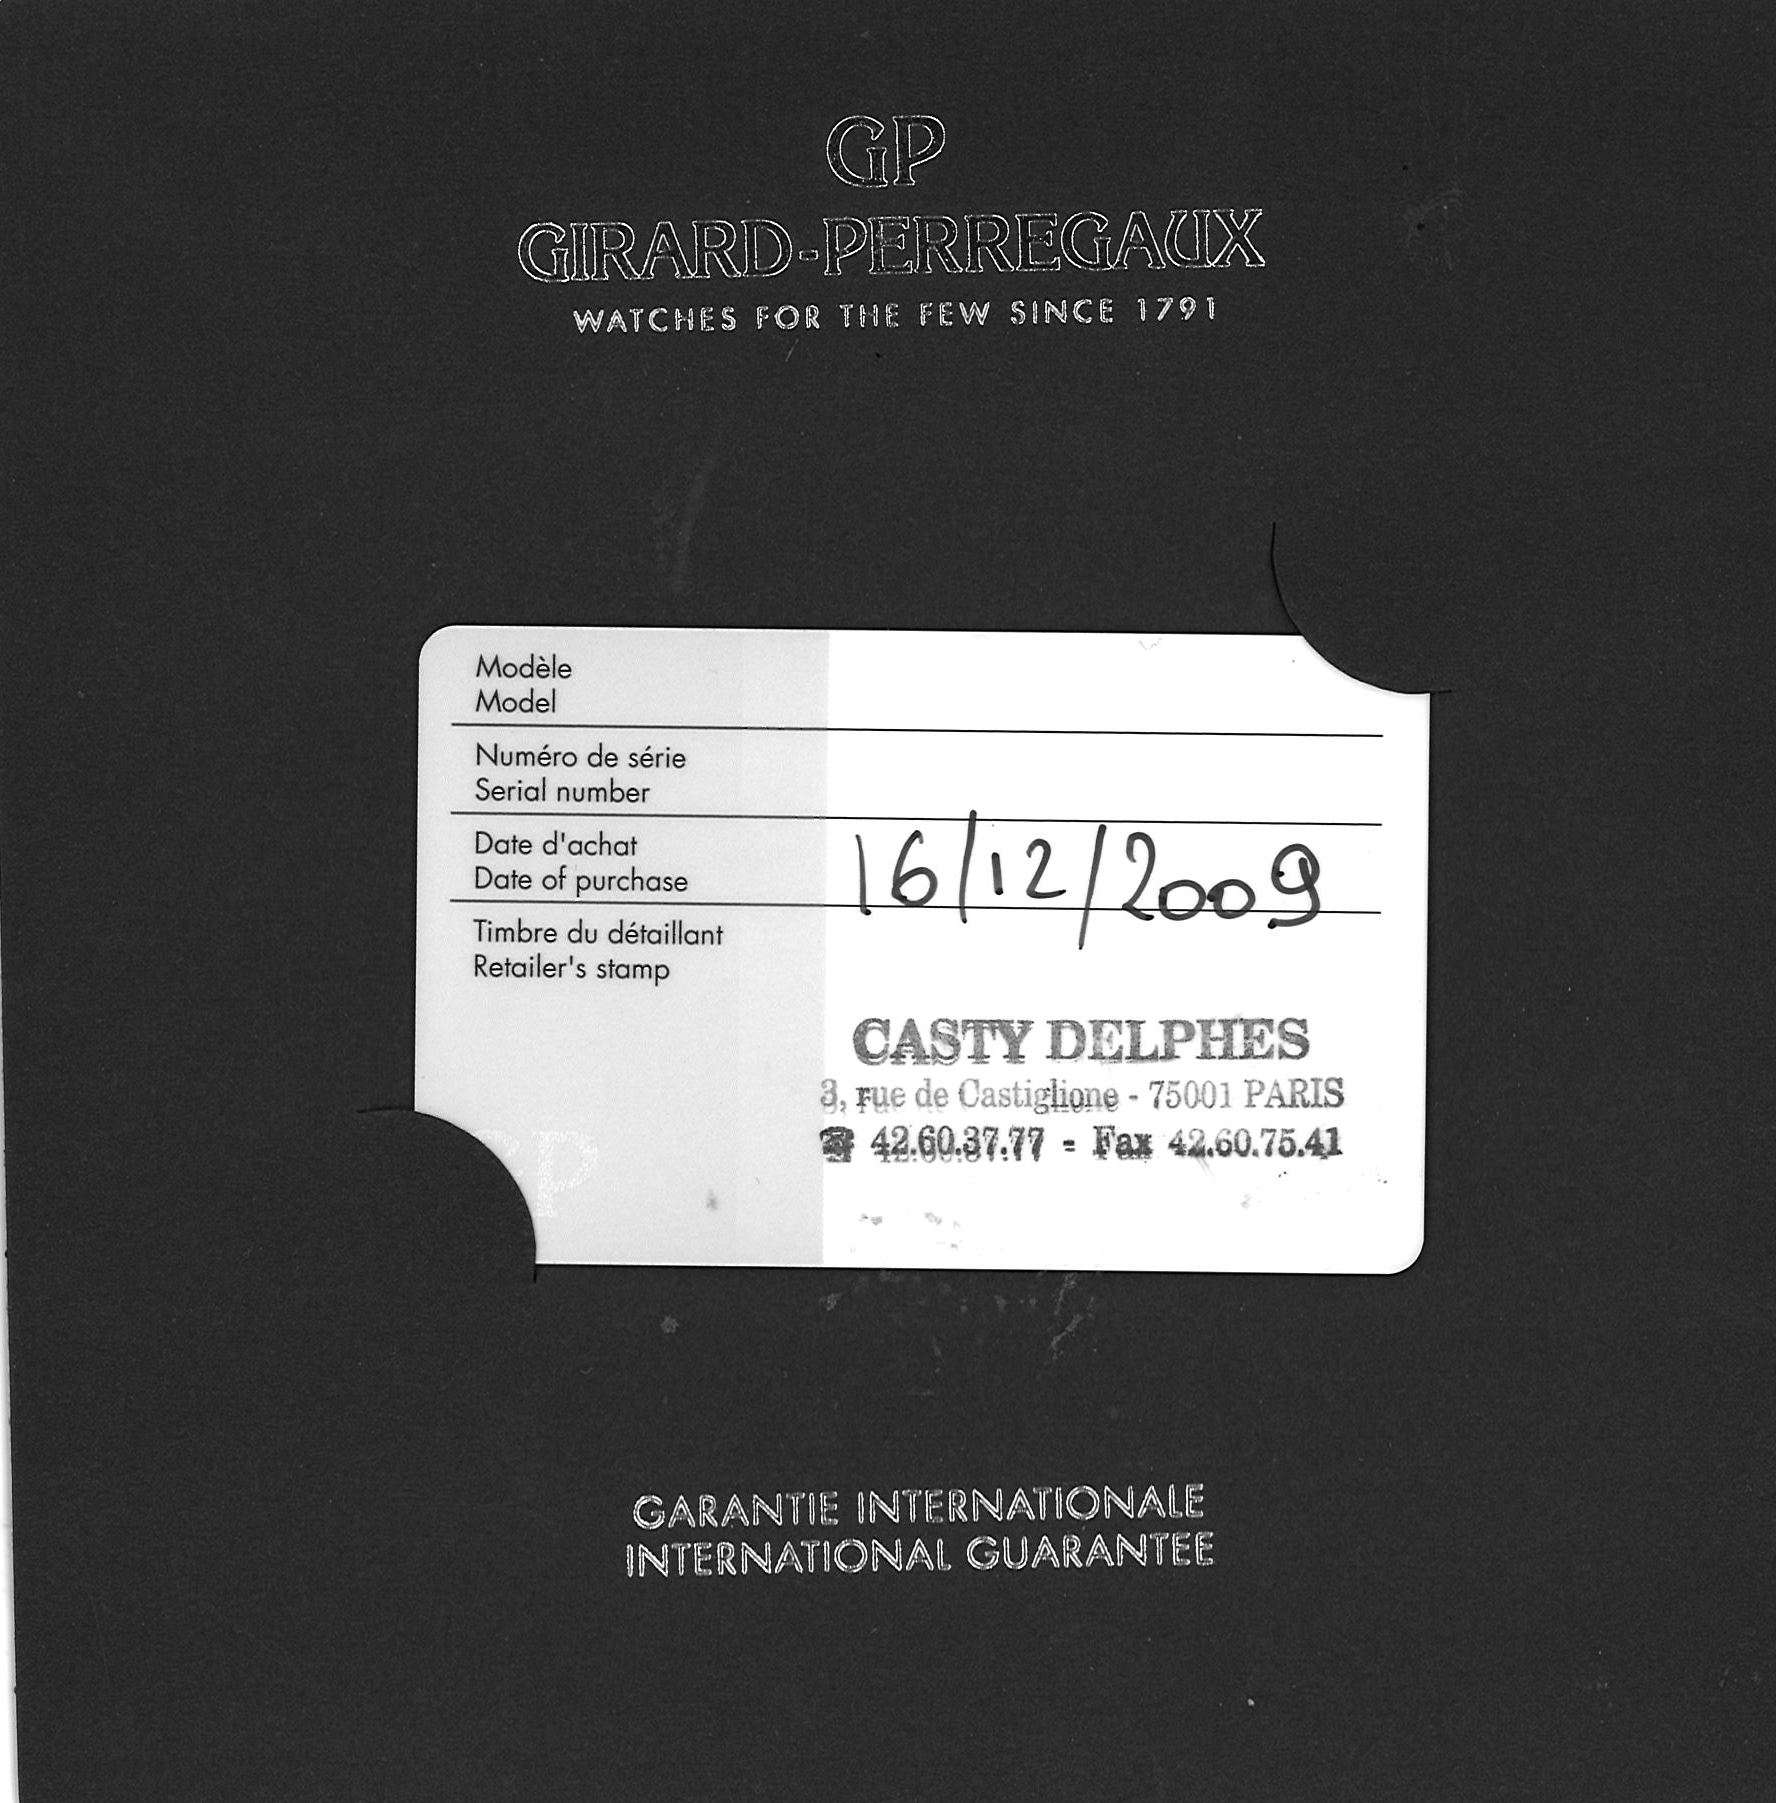 GP
GIRARD-PERREGAUX
WATCHES FOR THE FEW SINCE 1791
Modèle
Model
Numéro de série
Serial number
Date d'achat
Date of purchase
16/12/2009
Timbre du détaillant
Retailer's stamp
CASTY DELPHES
3, rue de Castiglione - 75001 PARIS
☎ 42.60.37.77 - Fax 42.60.75.41
GP
GARANTIE INTERNATIONALE
INTERNATIONAL GUARANTEE